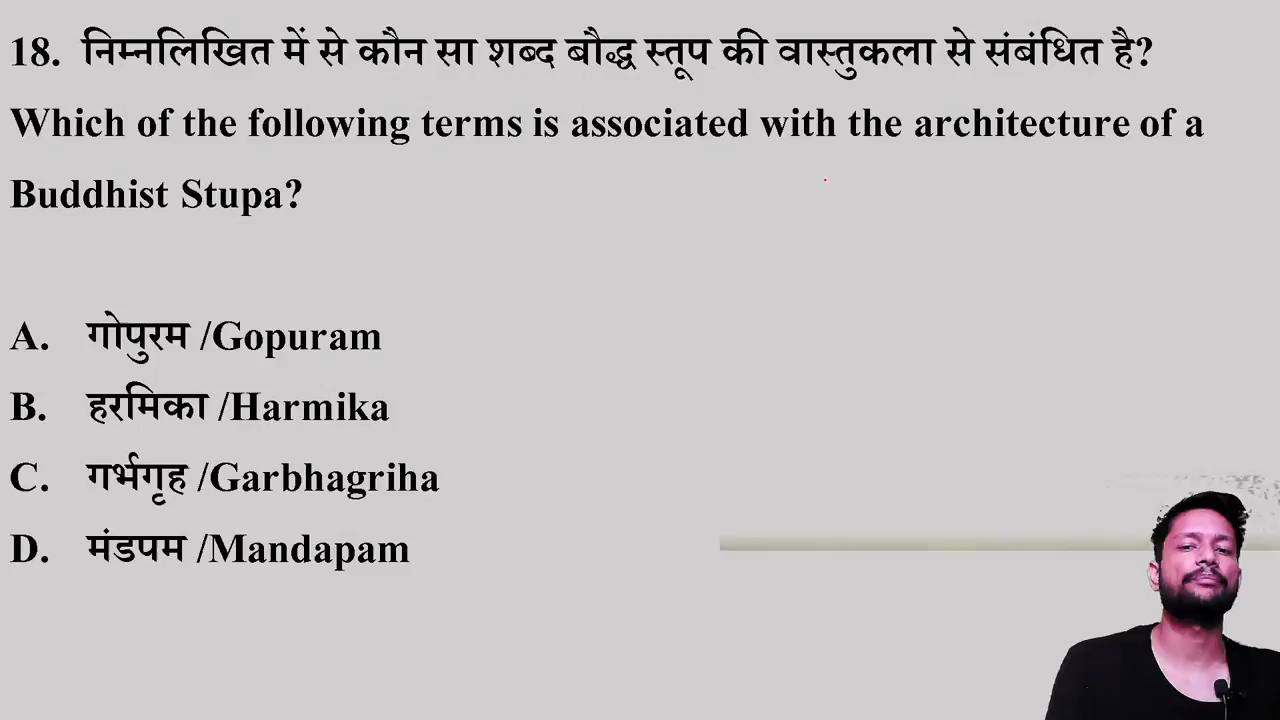 18. निम्नलिखित में से कौन सा शब्द बौद्ध स्तूप की वास्तुकला से संबंधित है?
Which of the following terms is associated with the architecture of a
Buddhist Stupa?
A. गोपुरम /Gopuram
B. हरमिका /Harmika
C. गर्भगृह /Garbhagriha
D. मंडपम /Mandapam